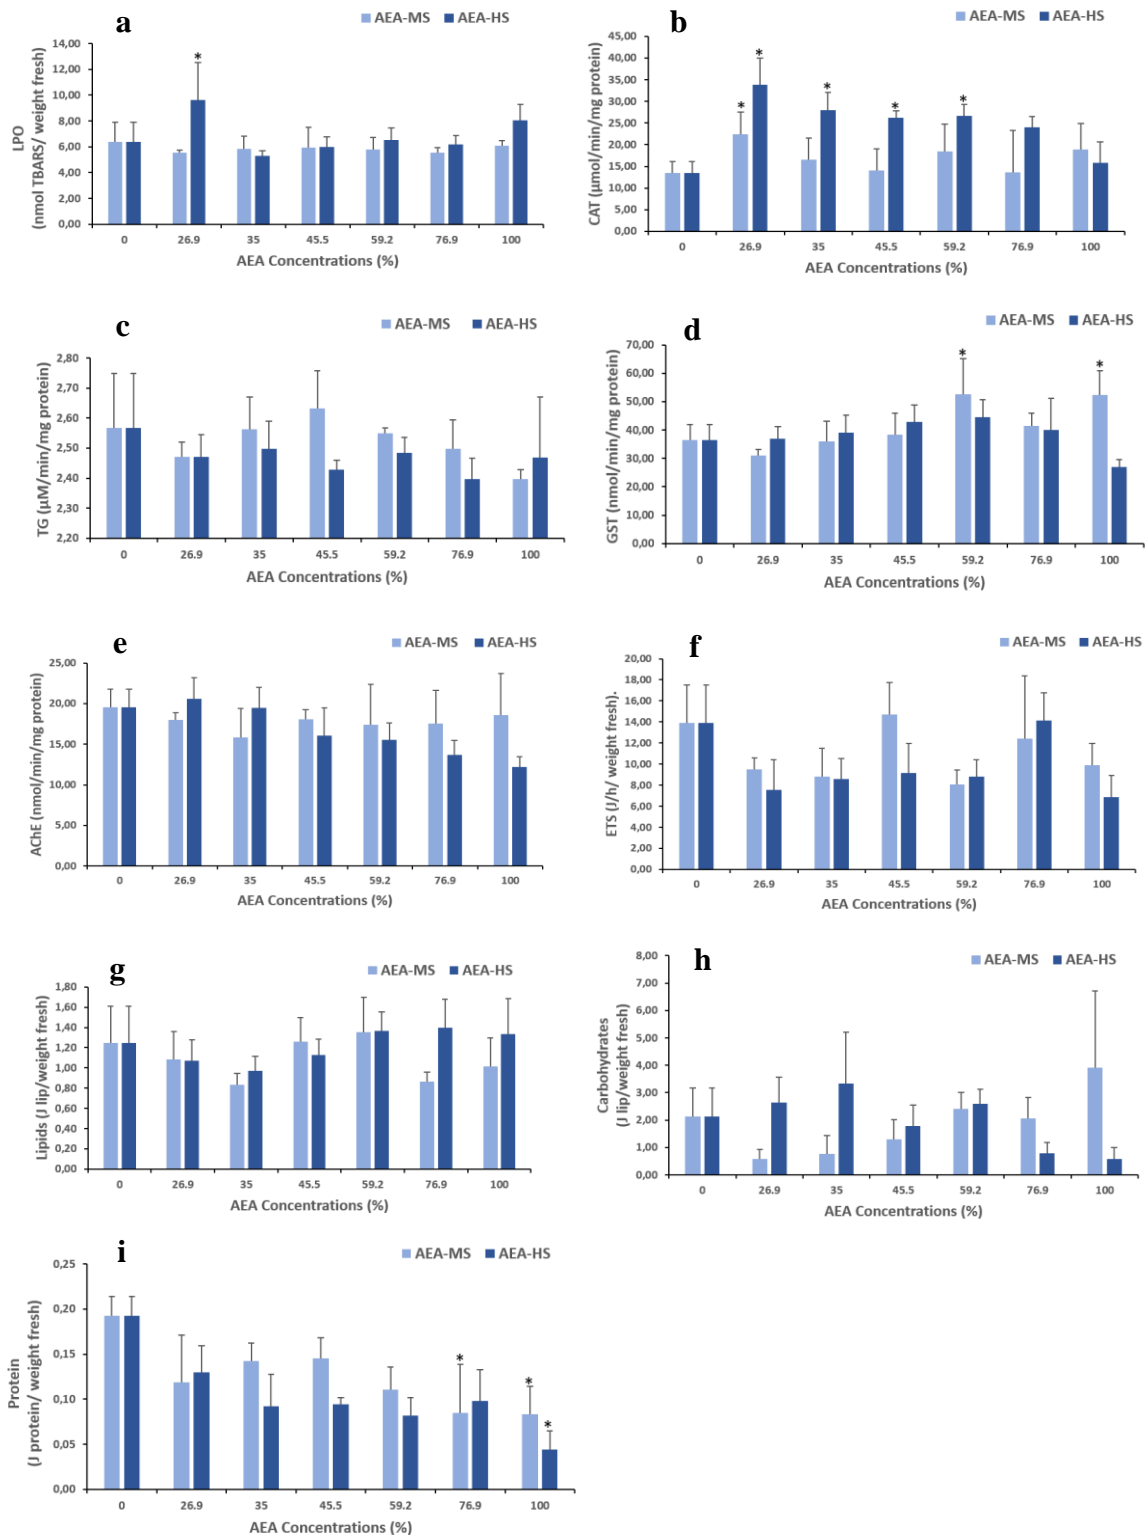 a
AEA-MS AEA-HS
LPO
(nmol TBARS/ weight fresh)
14,00
12,00
10,00
8,00
6,00
4,00
2,00
0,00
*
0 26.9 35 45.5 59.2 76.9 100
AEA Concentrations (%)
b
AEA-MS AEA-HS
CAT (µmol/min/mg protein)
45,00
40,00
35,00
30,00
25,00
20,00
15,00
10,00
5,00
0,00
* * * * *
0 26.9 35 45.5 59.2 76.9 100
AEA Concentrations (%)
c
AEA-MS AEA-HS
TG (µM/min/mg protein)
2,80
2,70
2,60
2,50
2,40
2,30
2,20
0 26.9 35 45.5 59.2 76.9 100
AEA Concentrations (%)
d
AEA-MS AEA-HS
GST (nmol/min/mg protein)
70,00
60,00
50,00
40,00
30,00
20,00
10,00
0,00
* *
0 26.9 35 45.5 59.2 76.9 100
AEA Concentrations (%)
e
AEA-MS AEA-HS
AChE (nmol/min/mg protein)
25,00
20,00
15,00
10,00
5,00
0,00
0 26.9 35 45.5 59.2 76.9 100
AEA Concentrations (%)
f
AEA-MS AEA-HS
ETS (J/h/ weight fresh).
20,00
18,00
16,00
14,00
12,00
10,00
8,00
6,00
4,00
2,00
0,00
0 26.9 35 45.5 59.2 76.9 100
AEA Concentrations (%)
g
AEA-MS AEA-HS
Lipids (J lip/weight fresh)
1,80
1,60
1,40
1,20
1,00
0,80
0,60
0,40
0,20
0,00
0 26.9 35 45.5 59.2 76.9 100
AEA Concentrations (%)
h
AEA-MS AEA-HS
Carbohydrates
(J lip/weight fresh)
8,00
7,00
6,00
5,00
4,00
3,00
2,00
1,00
0,00
0 26.9 35 45.5 59.2 76.9 100
AEA Concentrations (%)
i
AEA-MS AEA-HS
Protein
(J protein/ weight fresh)
0,25
0,20
0,15
0,10
0,05
0,00
* * *
0 26.9 35 45.5 59.2 76.9 100
AEA Concentrations (%)